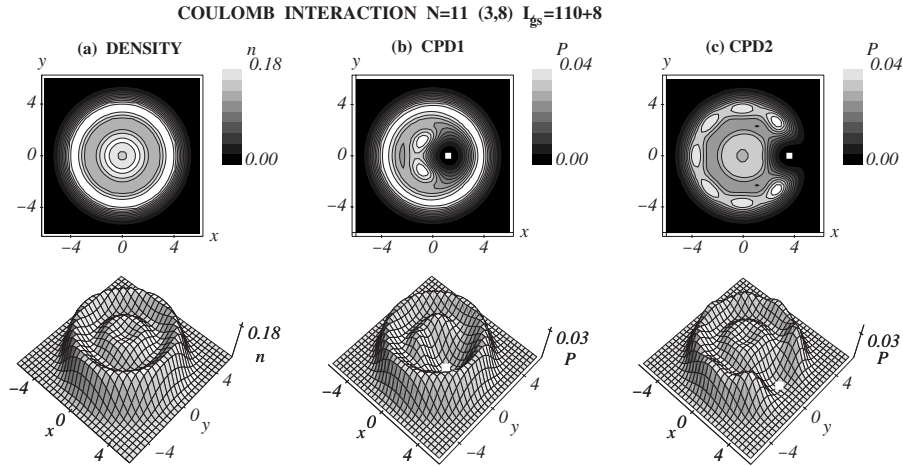 COULOMB INTERACTION N=11 (3,8) L_gs=110+8
(a) DENSITY n (b) CPD1 P (c) CPD2 P
y 0.18 y 0.04 y 0.04
4 4 4
0 0 0
0.00 0.00 0.00
−4 −4 −4
x x x
−4 0 4 −4 0 4 −4 0 4
0.18 0.03 0.03
n P P
−4 4 −4 4 −4 4
0 0 0 0 0 0
x y x y x y
4 −4 4 −4 4 −4